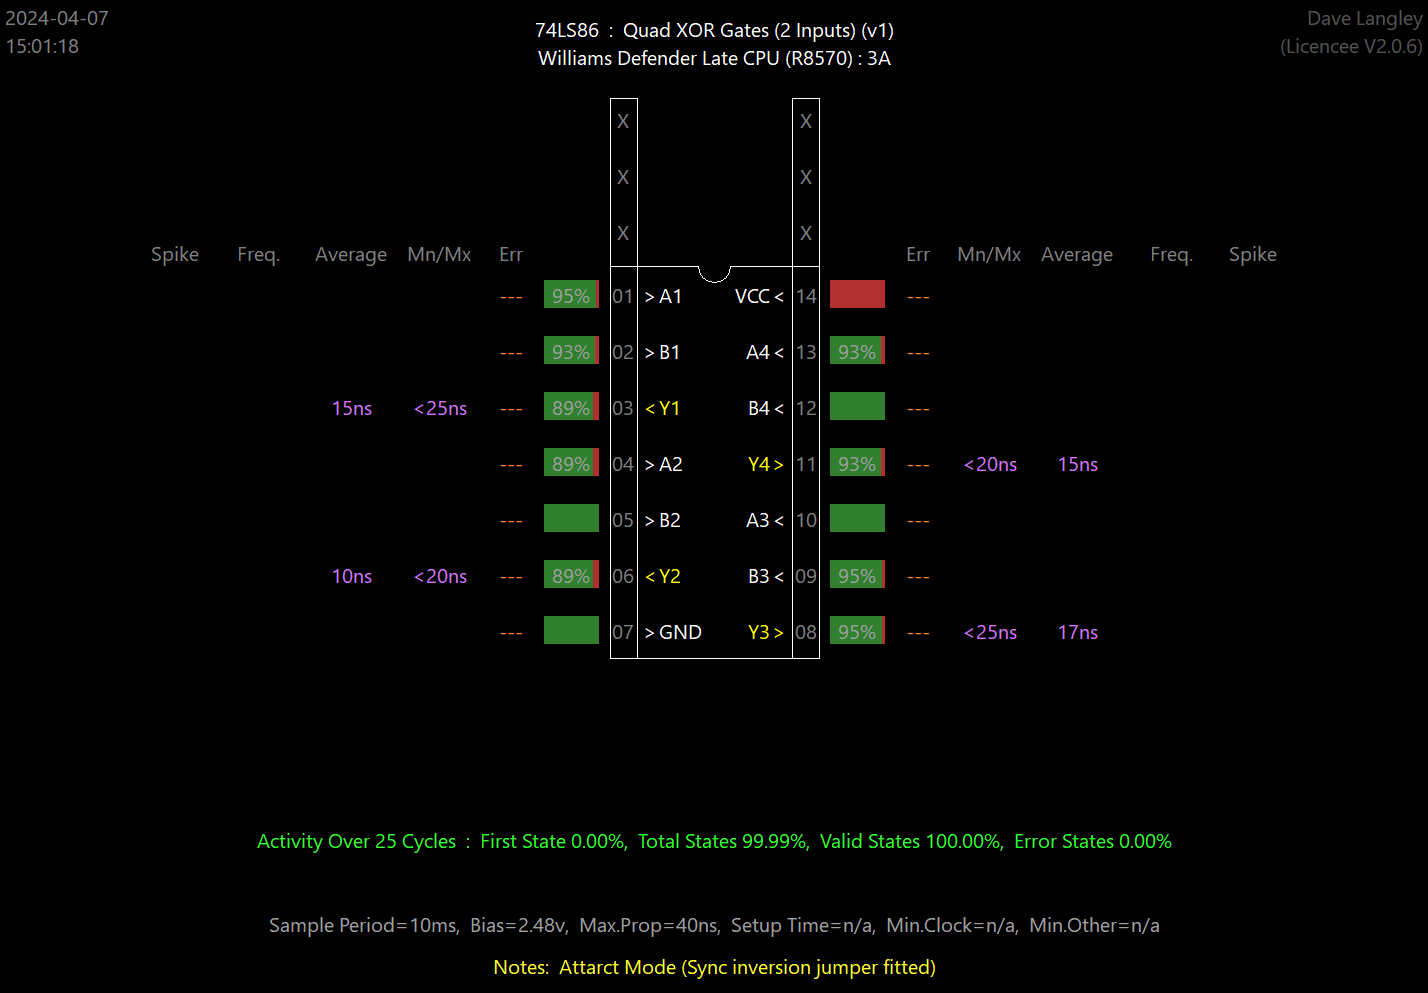 2024-04-07
15:01:18
74LS86 : Quad XOR Gates (2 Inputs) (v1)
Williams Defender Late CPU (R8570) : 3A
Dave Langley
(Licencee V2.0.6)
X X
X X
X X
Spike Freq. Average Mn/Mx Err Err Mn/Mx Average Freq. Spike
--- 95% 01 > A1 VCC < 14 ---
--- 93% 02 > B1 A4 < 13 93% ---
15ns <25ns --- 89% 03 < Y1 B4 < 12 ---
--- 89% 04 > A2 Y4 > 11 93% --- <20ns 15ns
--- 05 > B2 A3 < 10 ---
10ns <20ns --- 89% 06 < Y2 B3 < 09 95% ---
--- 07 > GND Y3 > 08 95% --- <25ns 17ns
Activity Over 25 Cycles : First State 0.00%, Total States 99.99%, Valid States 100.00%, Error States 0.00%
Sample Period=10ms, Bias=2.48v, Max.Prop=40ns, Setup Time=n/a, Min.Clock=n/a, Min.Other=n/a
Notes: Attarct Mode (Sync inversion jumper fitted)